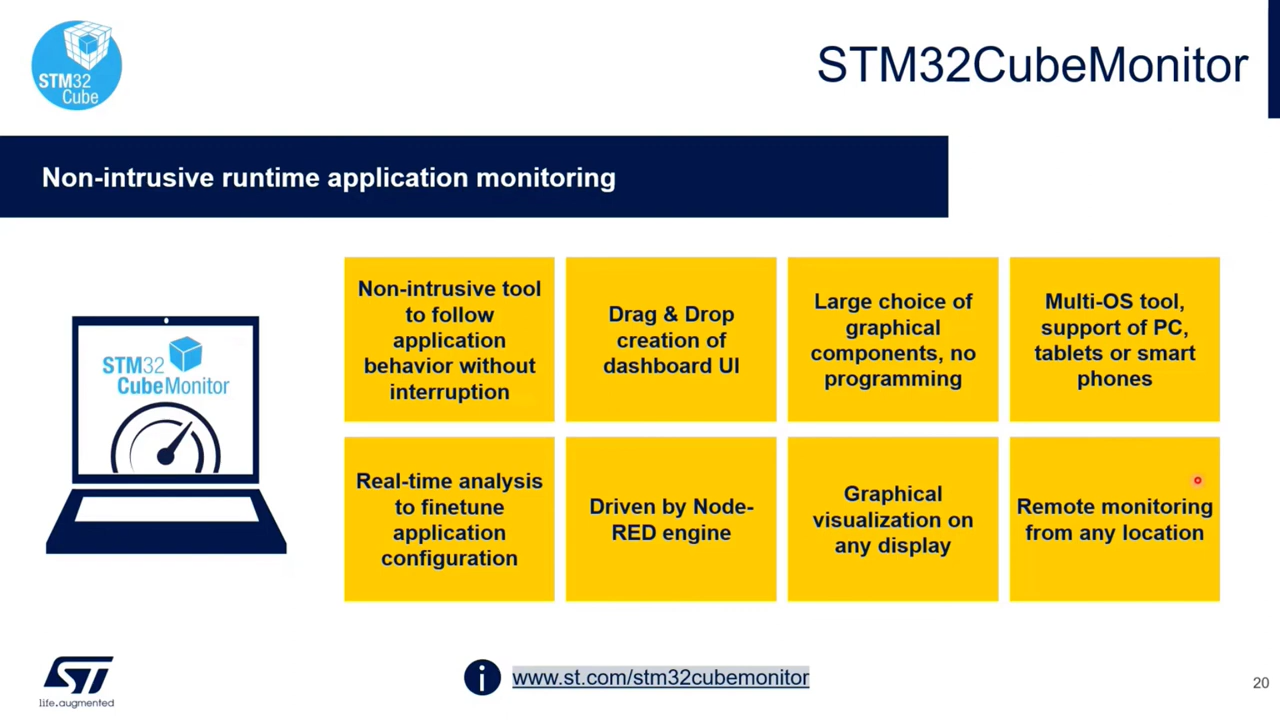 STM32
Cube
STM32CubeMonitor
Non-intrusive runtime application monitoring
STM32
CubeMonitor
Non-intrusive tool
to follow
application
behavior without
interruption
Drag & Drop
creation of
dashboard UI
Large choice of
graphical
components, no
programming
Multi-OS tool,
support of PC,
tablets or smart
phones
Real-time analysis
to finetune
application
configuration
Driven by Node-
RED engine
Graphical
visualization on
any display
Remote monitoring
from any location
ST
life.augmented
i
www.st.com/stm32cubemonitor
20